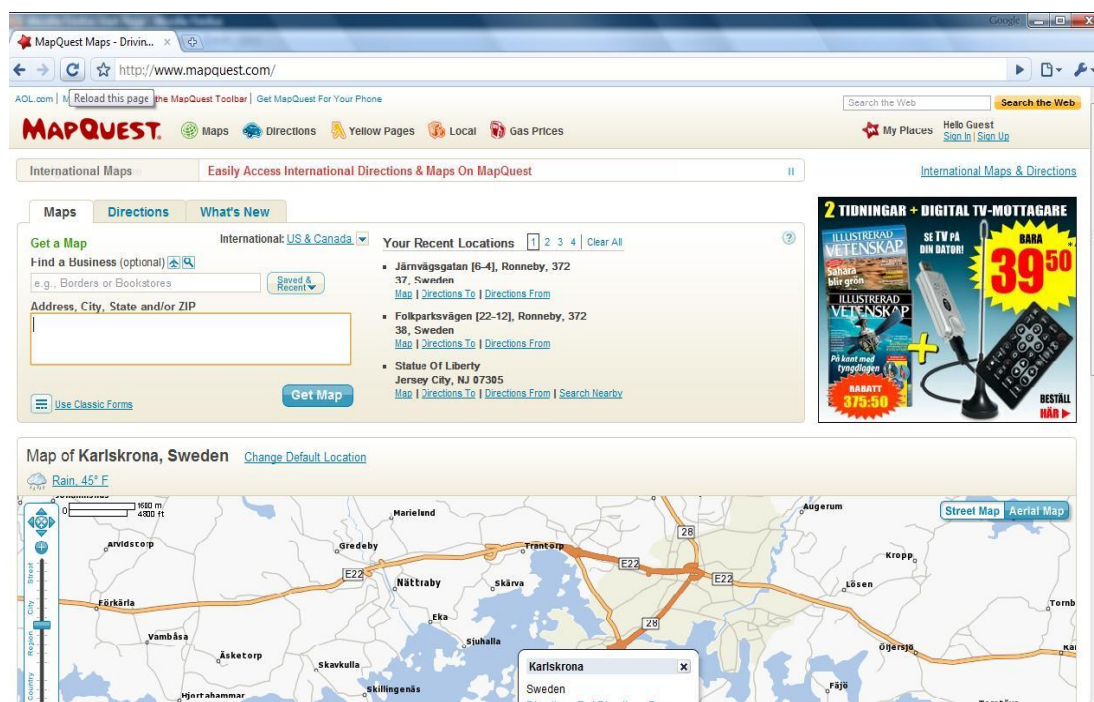 Google
MapQuest Maps - Drivin...
http://www.mapquest.com/
AOL.com | M
Reload this page
the MapQuest Toolbar | Get MapQuest For Your Phone
Search the Web
Search the Web
MAPQUEST.
Maps
Directions
Yellow Pages
Local
Gas Prices
My Places
Hello Guest
Sign In | Sign Up
International Maps
Easily Access International Directions & Maps On MapQuest
International Maps & Directions
Maps
Directions
What's New
Get a Map
International: US & Canada
Find a Business (optional)
e.g., Borders or Bookstores
Saved &
Recent
Address, City, State and/or ZIP
Use Classic Forms
Get Map
Your Recent Locations 1 2 3 4 | Clear All
Järnvägsgatan [6-4], Ronneby, 372
37, Sweden
Map | Directions To | Directions From
Folkparksvägen [22-12], Ronneby, 372
38, Sweden
Map | Directions To | Directions From
Statue Of Liberty
Jersey City, NJ 07305
Map | Directions To | Directions From | Search Nearby
2 TIDNINGAR + DIGITAL TV-MOTTAGARE
ILLUSTRERAD
VETENSKAP
Sahara
blir grön
SE TV PÅ
DIN DATOR!
BARA
39 50
ILLUSTRERAD
VETENSKAP
På kant med
tyngdlagen
RABATT
375:50
BESTÄLL
HÄR
Map of Karlskrona, Sweden
Change Default Location
Rain, 45° F
0
1600 m
4800 ft
Street Map
Aerial Map
Marielund
Augerum
Arvidstorp
Gredeby
Trantorp
28
Kropp
E22
E22
E22
Nättraby
Skärva
Lösen
Förkärla
Tornb
Eka
28
Vambåsa
Sjuhalla
Öljersjö
Äsketorp
Skavkulla
Skillingenäs
Hjortahammar
Fäjö
Karlskrona
Sweden
Street
City
Region
Country